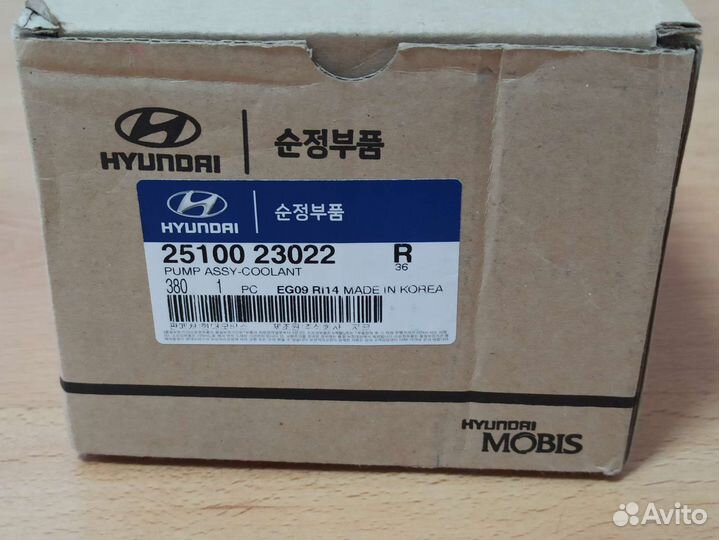 HYUNDAI
순정부품
HYUNDAI
순정부품
25100 23022 R
36
PUMP ASSY-COOLANT
380 1 PC EG09 RI14 MADE IN KOREA
HYUNDAI
MOBIS
Avito